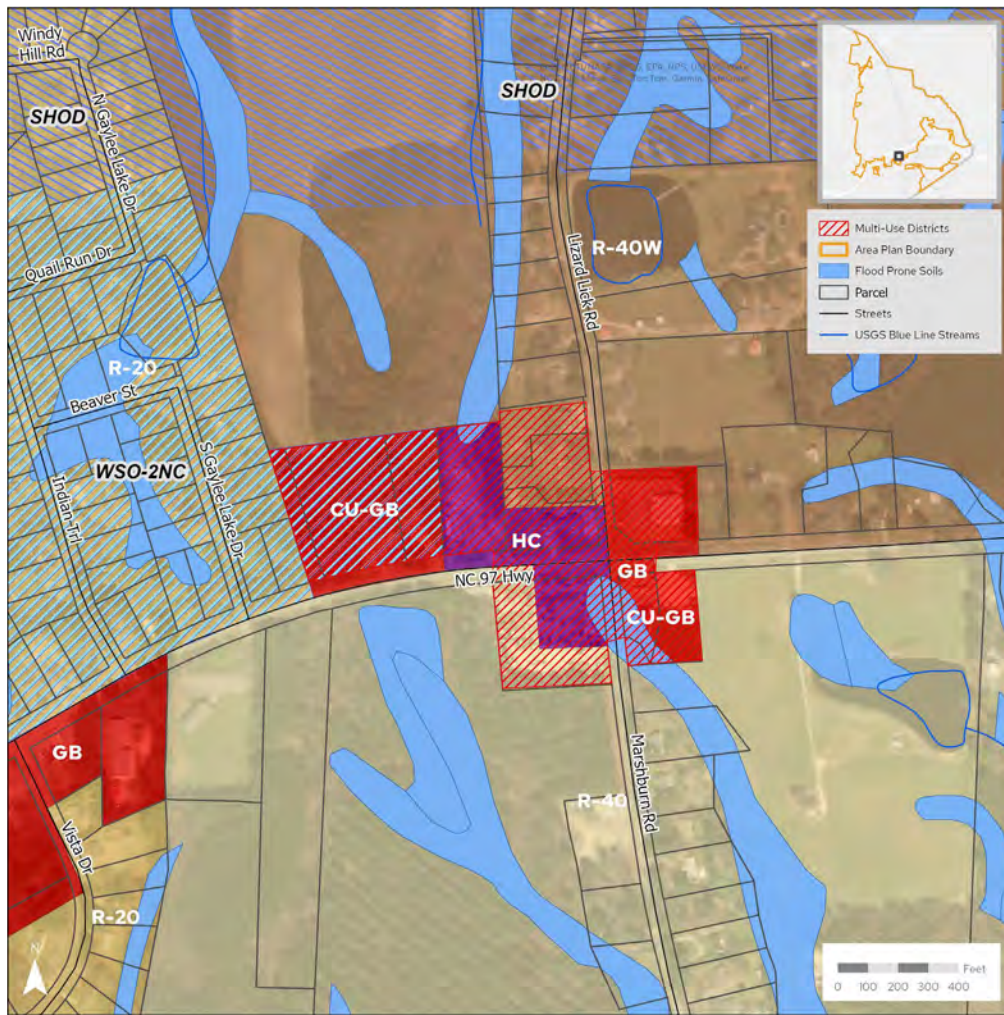 Windy
Hill Rd
SHOD
N Gaylee Lake Dr
Quail Run Dr
R-20
Beaver St
WSO-2NC
S Gaylee Lake Dr
Indian Trl
SHOD
Lizard Lick Rd
R-40W
Multi-Use Districts
Area Plan Boundary
Flood Prone Soils
Parcel
Streets
USGS Blue Line Streams
CU-GB
HC
NC 97 Hwy
GB
CU-GB
GB
Vista Dr
R-20
R-40
Marshburn Rd
N
Feet
0 100 200 300 400